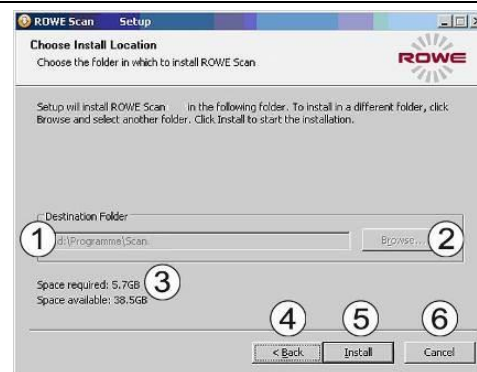 ROWE Scan Setup
Choose Install Location
Choose the folder in which to install ROWE Scan
ROWE
Setup will install ROWE Scan in the following folder. To install in a different folder, click
Browse and select another folder. Click Install to start the installation.
Destination Folder
1 d:\Programme\Scan
Browse... 2
Space required: 5.7GB 3
Space available: 38.5GB
4 5 6
< Back Install Cancel